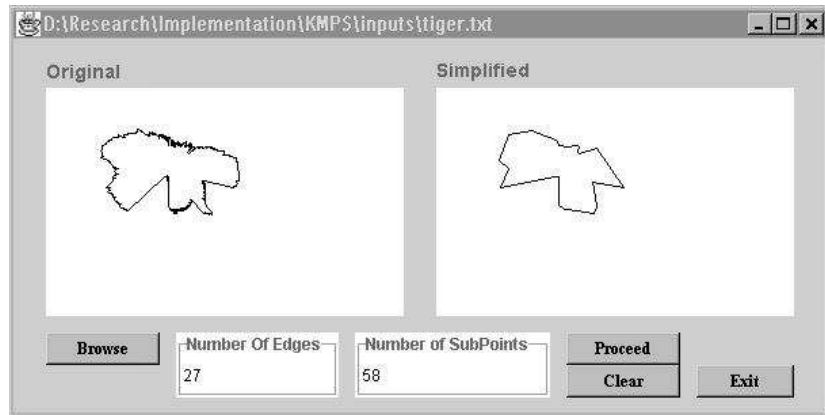 D:\Research\Implementation\KMPS\inputs\tiger.txt
Original Simplified
Browse Number Of Edges Number of SubPoints Proceed
27 58
Clear Exit